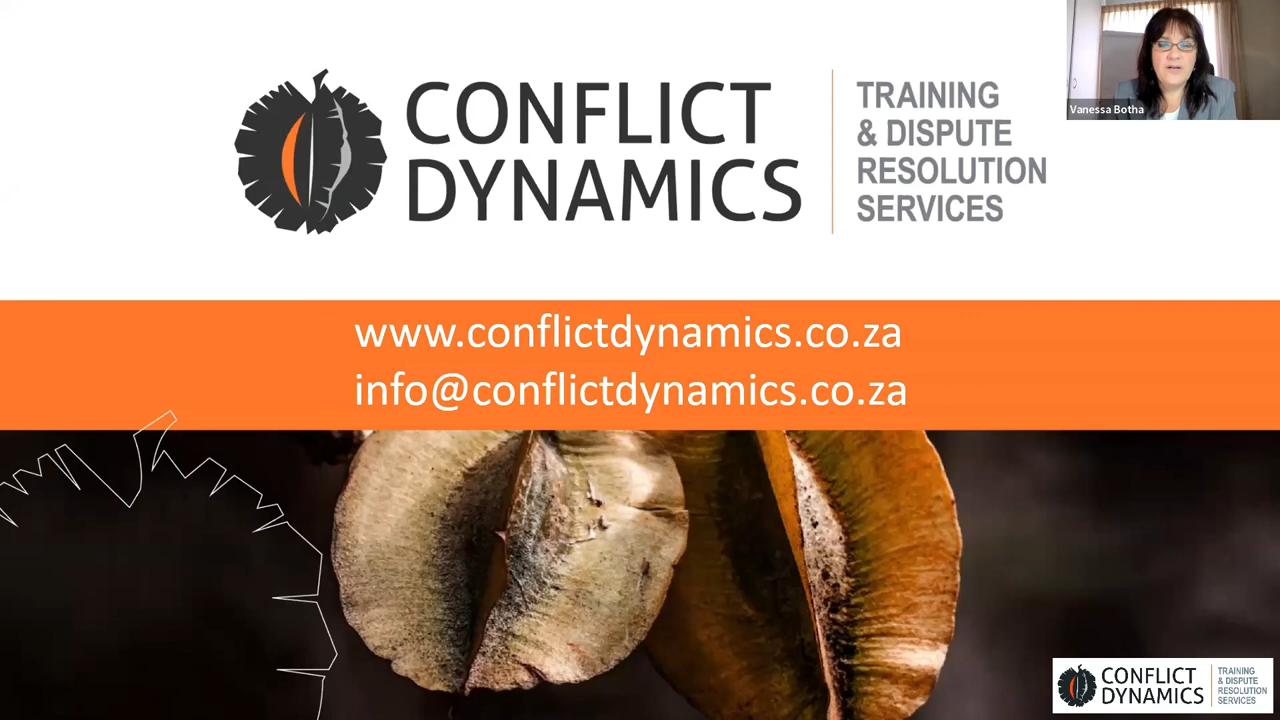 CONFLICT
DYNAMICS
TRAINING
& DISPUTE
RESOLUTION
SERVICES
Vanessa Botha
www.conflictdynamics.co.za
info@conflictdynamics.co.za
CONFLICT
DYNAMICS
TRAINING
& DISPUTE
RESOLUTION
SERVICES